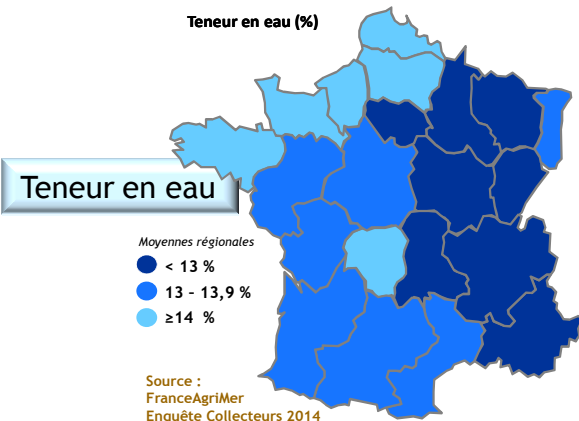 Teneur en eau (%)
Teneur en eau
Moyennes régionales
< 13 %
13 – 13,9 %
≥14 %
Source :
FranceAgriMer
Enquête Collecteurs 2014